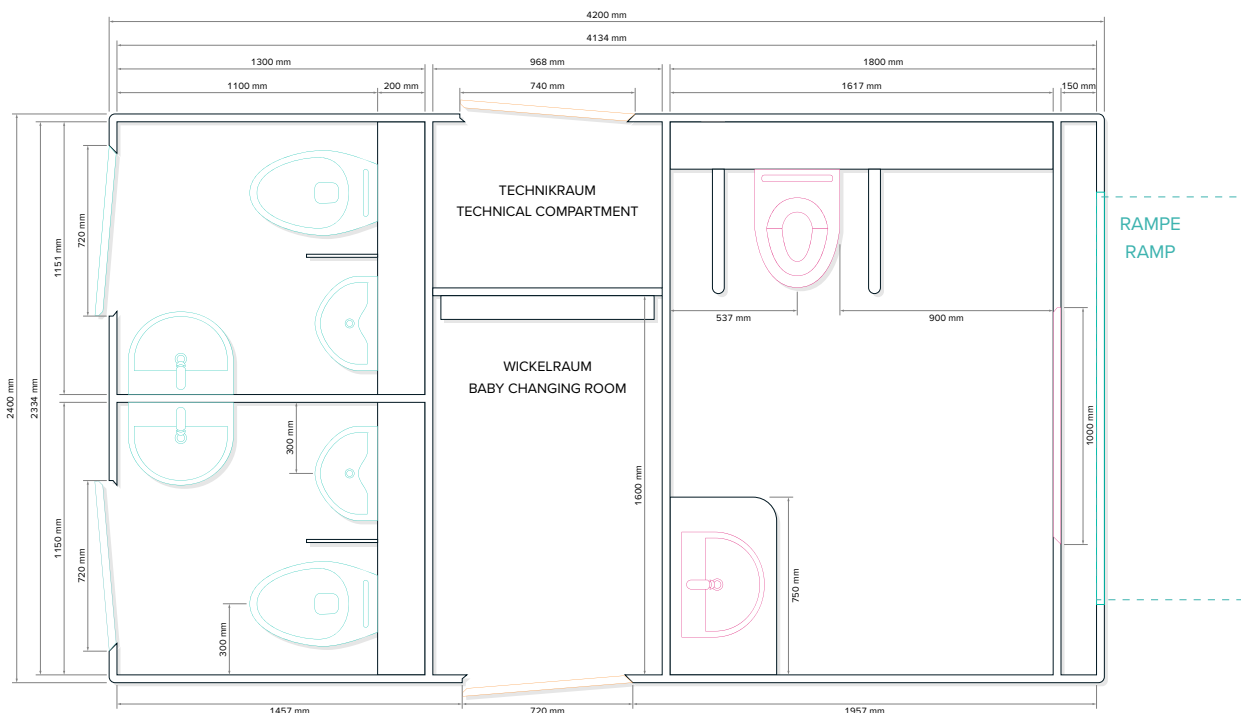 4200 mm
4134 mm
1300 mm
968 mm
1800 mm
1100 mm
200 mm
740 mm
1617 mm
150 mm
TECHNIKRAUM
TECHNICAL COMPARTMENT
RAMPE
RAMP
720 mm
1151 mm
537 mm
900 mm
WICKELRAUM
BABY CHANGING ROOM
2400 mm
2334 mm
300 mm
1000 mm
1600 mm
1150 mm
720 mm
750 mm
300 mm
1457 mm
720 mm
1957 mm